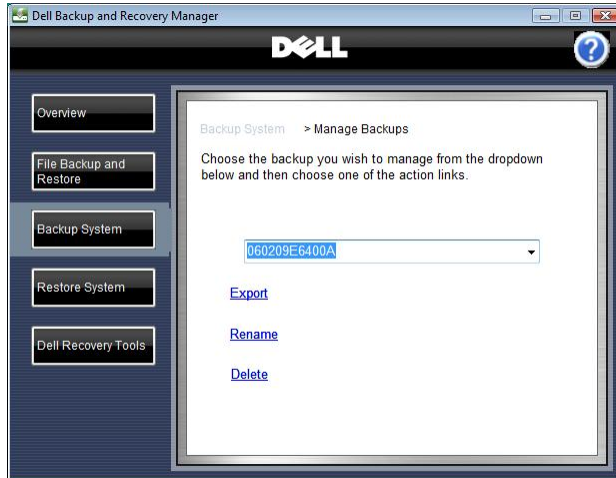 Dell Backup and Recovery Manager
DELL
?
Overview
File Backup and
Restore
Backup System
Restore System
Dell Recovery Tools
Backup System > Manage Backups
Choose the backup you wish to manage from the dropdown
below and then choose one of the action links.
060209E6400A
Export
Rename
Delete